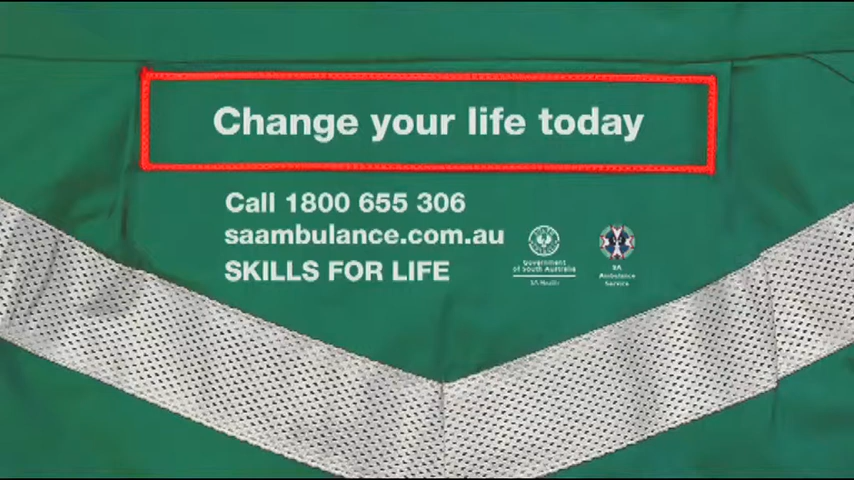 Change your life today
Call 1800 655 306
saambulance.com.au
SKILLS FOR LIFE
Government
of South Australia
SA Health
SA
Ambulance
Service